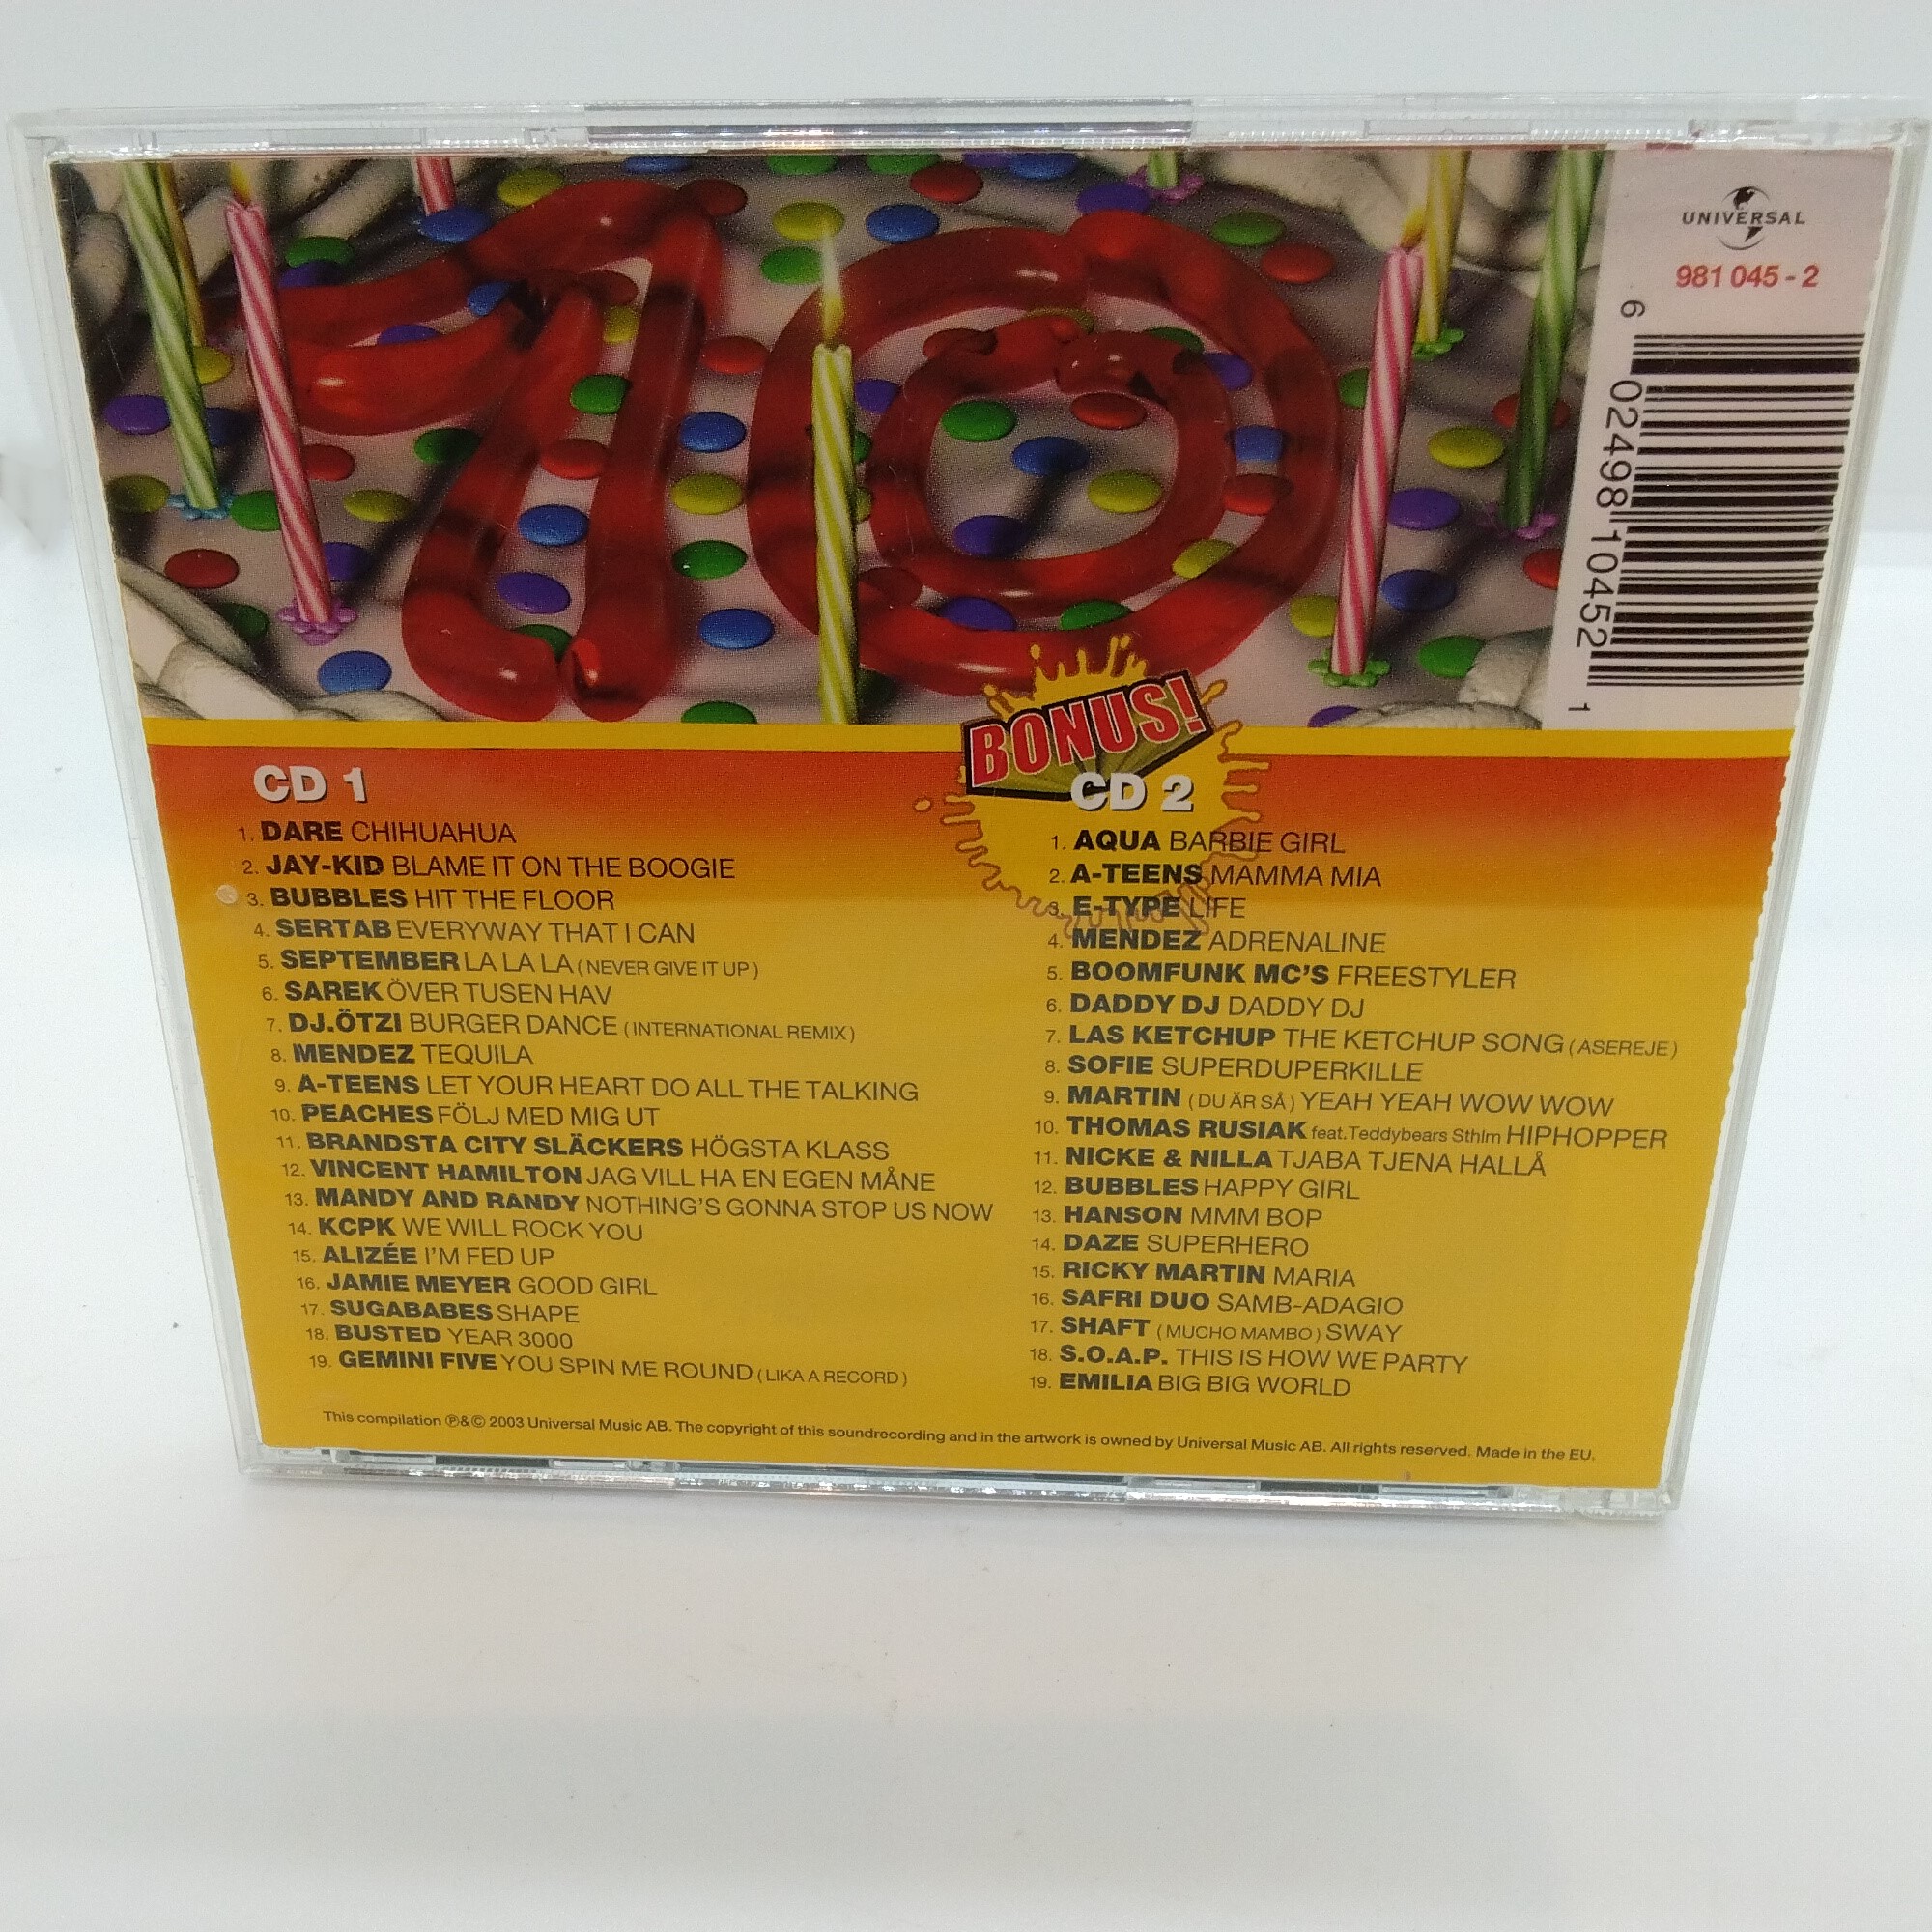 UNIVERSAL
981 045 - 2
6 02498 10452 1
BONUS!
CD 1
1. DARE CHIHUAHUA
2. JAY-KID BLAME IT ON THE BOOGIE
3. BUBBLES HIT THE FLOOR
4. SERTAB EVERYWAY THAT I CAN
5. SEPTEMBER LA LA LA (NEVER GIVE IT UP)
6. SAREK ÖVER TUSEN HAV
7. DJ.ÖTZI BURGER DANCE (INTERNATIONAL REMIX)
8. MENDEZ TEQUILA
9. A-TEENS LET YOUR HEART DO ALL THE TALKING
10. PEACHES FÖLJ MED MIG UT
11. BRANDSTA CITY SLÄCKERS HÖGSTA KLASS
12. VINCENT HAMILTON JAG VILL HA EN EGEN MÅNE
13. MANDY AND RANDY NOTHING'S GONNA STOP US NOW
14. KCPK WE WILL ROCK YOU
15. ALIZÉE I'M FED UP
16. JAMIE MEYER GOOD GIRL
17. SUGABABES SHAPE
18. BUSTED YEAR 3000
19. GEMINI FIVE YOU SPIN ME ROUND (LIKA A RECORD)
CD 2
1. AQUA BARBIE GIRL
2. A-TEENS MAMMA MIA
3. E-TYPE LIFE
4. MENDEZ ADRENALINE
5. BOOMFUNK MC'S FREESTYLER
6. DADDY DJ DADDY DJ
7. LAS KETCHUP THE KETCHUP SONG (ASEREJE)
8. SOFIE SUPERDUPERKILLE
9. MARTIN (DU ÄR SÅ) YEAH YEAH WOW WOW
10. THOMAS RUSIAK feat.Teddybears Sthlm HIPHOPPER
11. NICKE & NILLA TJABA TJENA HALLÅ
12. BUBBLES HAPPY GIRL
13. HANSON MMM BOP
14. DAZE SUPERHERO
15. RICKY MARTIN MARIA
16. SAFRI DUO SAMB-ADAGIO
17. SHAFT (MUCHO MAMBO) SWAY
18. S.O.A.P. THIS IS HOW WE PARTY
19. EMILIA BIG BIG WORLD
This compilation ℗&© 2003 Universal Music AB. The copyright of this soundrecording and in the artwork is owned by Universal Music AB. All rights reserved. Made in the EU.